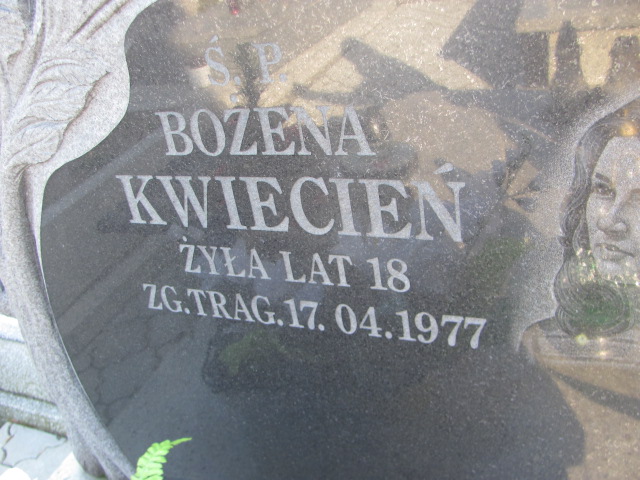 Ś. P.
BOŻENA
KWIECIEŃ
ŻYŁA LAT 18
ZG.TRAG.17.04.1977